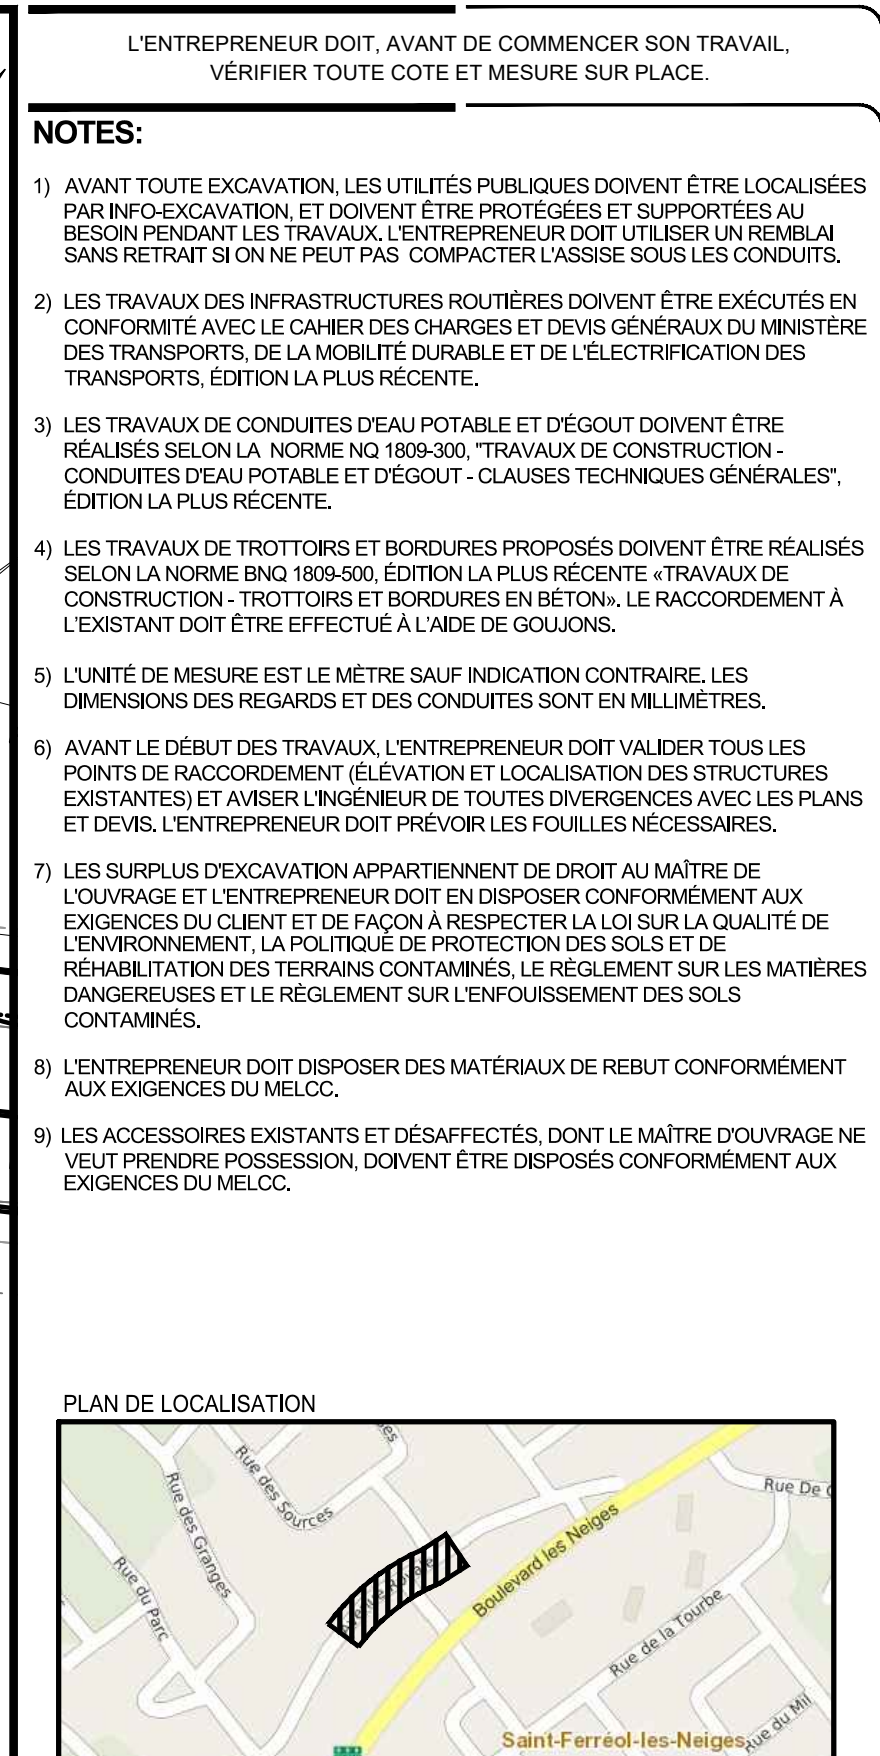 L'ENTREPRENEUR DOIT, AVANT DE COMMENCER SON TRAVAIL,
VÉRIFIER TOUTE COTE ET MESURE SUR PLACE.
NOTES:
1) AVANT TOUTE EXCAVATION, LES UTILITÉS PUBLIQUES DOIVENT ÊTRE LOCALISÉES
PAR INFO-EXCAVATION, ET DOIVENT ÊTRE PROTÉGÉES ET SUPPORTÉES AU
BESOIN PENDANT LES TRAVAUX. L'ENTREPRENEUR DOIT UTILISER UN REMBLAI
SANS RETRAIT SI ON NE PEUT PAS COMPACTER L'ASSISE SOUS LES CONDUITS.
2) LES TRAVAUX DES INFRASTRUCTURES ROUTIÈRES DOIVENT ÊTRE EXÉCUTÉS EN
CONFORMITÉ AVEC LE CAHIER DES CHARGES ET DEVIS GÉNÉRAUX DU MINISTÈRE
DES TRANSPORTS, DE LA MOBILITÉ DURABLE ET DE L'ÉLECTRIFICATION DES
TRANSPORTS, ÉDITION LA PLUS RÉCENTE.
3) LES TRAVAUX DE CONDUITES D'EAU POTABLE ET D'ÉGOUT DOIVENT ÊTRE
RÉALISÉS SELON LA NORME NQ 1809-300, "TRAVAUX DE CONSTRUCTION -
CONDUITES D'EAU POTABLE ET D'ÉGOUT - CLAUSES TECHNIQUES GÉNÉRALES",
ÉDITION LA PLUS RÉCENTE.
4) LES TRAVAUX DE TROTTOIRS ET BORDURES PROPOSÉS DOIVENT ÊTRE RÉALISÉS
SELON LA NORME BNQ 1809-500, ÉDITION LA PLUS RÉCENTE «TRAVAUX DE
CONSTRUCTION - TROTTOIRS ET BORDURES EN BÉTON». LE RACCORDEMENT À
L’EXISTANT DOIT ÊTRE EFFECTUÉ À L’AIDE DE GOUJONS.
5) L'UNITÉ DE MESURE EST LE MÈTRE SAUF INDICATION CONTRAIRE. LES
DIMENSIONS DES REGARDS ET DES CONDUITES SONT EN MILLIMÈTRES.
6) AVANT LE DÉBUT DES TRAVAUX, L'ENTREPRENEUR DOIT VALIDER TOUS LES
POINTS DE RACCORDEMENT (ÉLÉVATION ET LOCALISATION DES STRUCTURES
EXISTANTES) ET AVISER L'INGÉNIEUR DE TOUTES DIVERGENCES AVEC LES PLANS
ET DEVIS. L'ENTREPRENEUR DOIT PRÉVOIR LES FOUILLES NÉCESSAIRES.
7) LES SURPLUS D'EXCAVATION APPARTIENNENT DE DROIT AU MAÎTRE DE
L'OUVRAGE ET L'ENTREPRENEUR DOIT EN DISPOSER CONFORMÉMENT AUX
EXIGENCES DU CLIENT ET DE FAÇON À RESPECTER LA LOI SUR LA QUALITÉ DE
L'ENVIRONNEMENT, LA POLITIQUE DE PROTECTION DES SOLS ET DE
RÉHABILITATION DES TERRAINS CONTAMINÉS, LE RÈGLEMENT SUR LES MATIÈRES
DANGEREUSES ET LE RÈGLEMENT SUR L'ENFOUISSEMENT DES SOLS
CONTAMINÉS.
8) L'ENTREPRENEUR DOIT DISPOSER DES MATÉRIAUX DE REBUT CONFORMÉMENT
AUX EXIGENCES DU MELCC.
9) LES ACCESSOIRES EXISTANTS ET DÉSAFFECTÉS, DONT LE MAÎTRE D'OUVRAGE NE
VEUT PRENDRE POSSESSION, DOIVENT ÊTRE DISPOSÉS CONFORMÉMENT AUX
EXIGENCES DU MELCC.
PLAN DE LOCALISATION
Rue des Sources
Rue des Granges
Rue du Parc
Avenue Royale
Boulevard les Neiges
Rue De
Rue de la Tourbe
Rue du Mil
Saint-Ferréol-les-Neiges